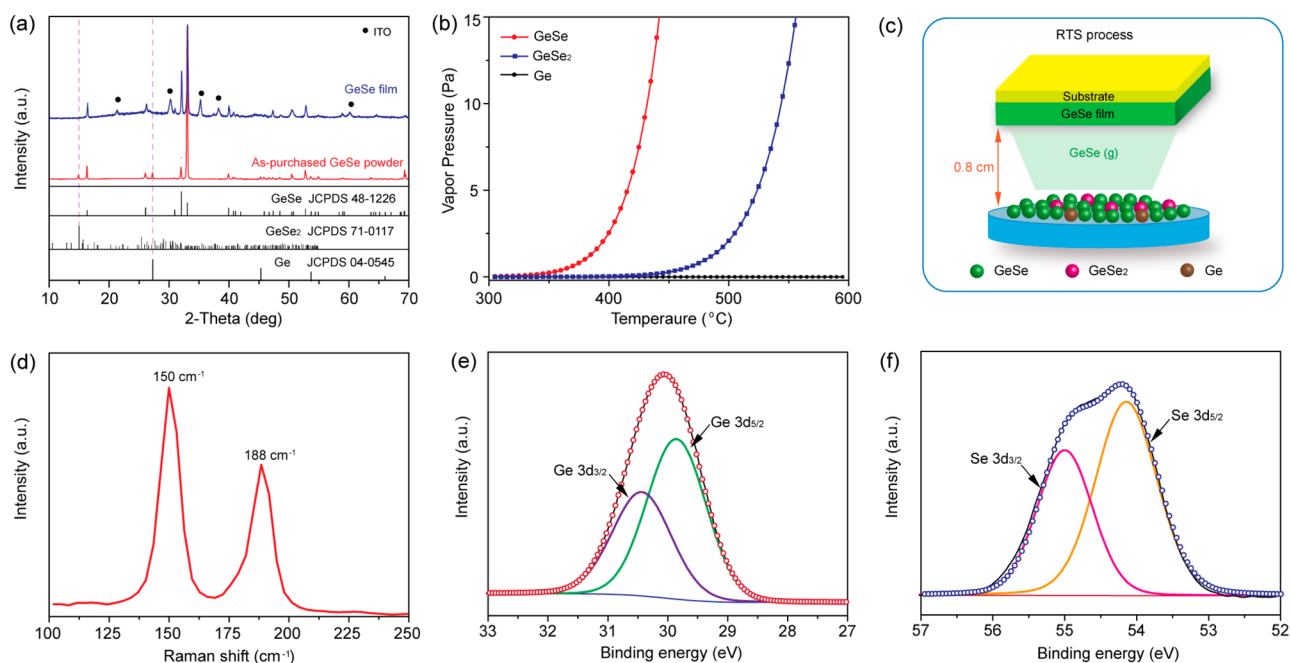 (a)
● ITO
GeSe film
As-purchased GeSe powder
GeSe JCPDS 48-1226
GeSe₂ JCPDS 71-0117
Ge JCPDS 04-0545
Intensity (a.u.)
10 20 30 40 50 60 70
2-Theta (deg)
(b)
GeSe
GeSe₂
Ge
15
10
5
0
Vapor Pressure (Pa)
300 400 500 600
Temperaure (°C)
(c)
RTS process
Substrate
GeSe film
0.8 cm
GeSe (g)
GeSe GeSe₂ Ge
(d)
150 cm⁻¹
188 cm⁻¹
Intensity (a.u.)
100 150 200 250
Raman shift (cm⁻¹)
(e)
Ge 3d₅/₂
Ge 3d₃/₂
Intensity (a.u.)
33 32 31 30 29 28 27
Binding energy (eV)
(f)
Se 3d₅/₂
Se 3d₃/₂
Intensity (a.u.)
57 56 55 54 53 52
Binding energy (eV)